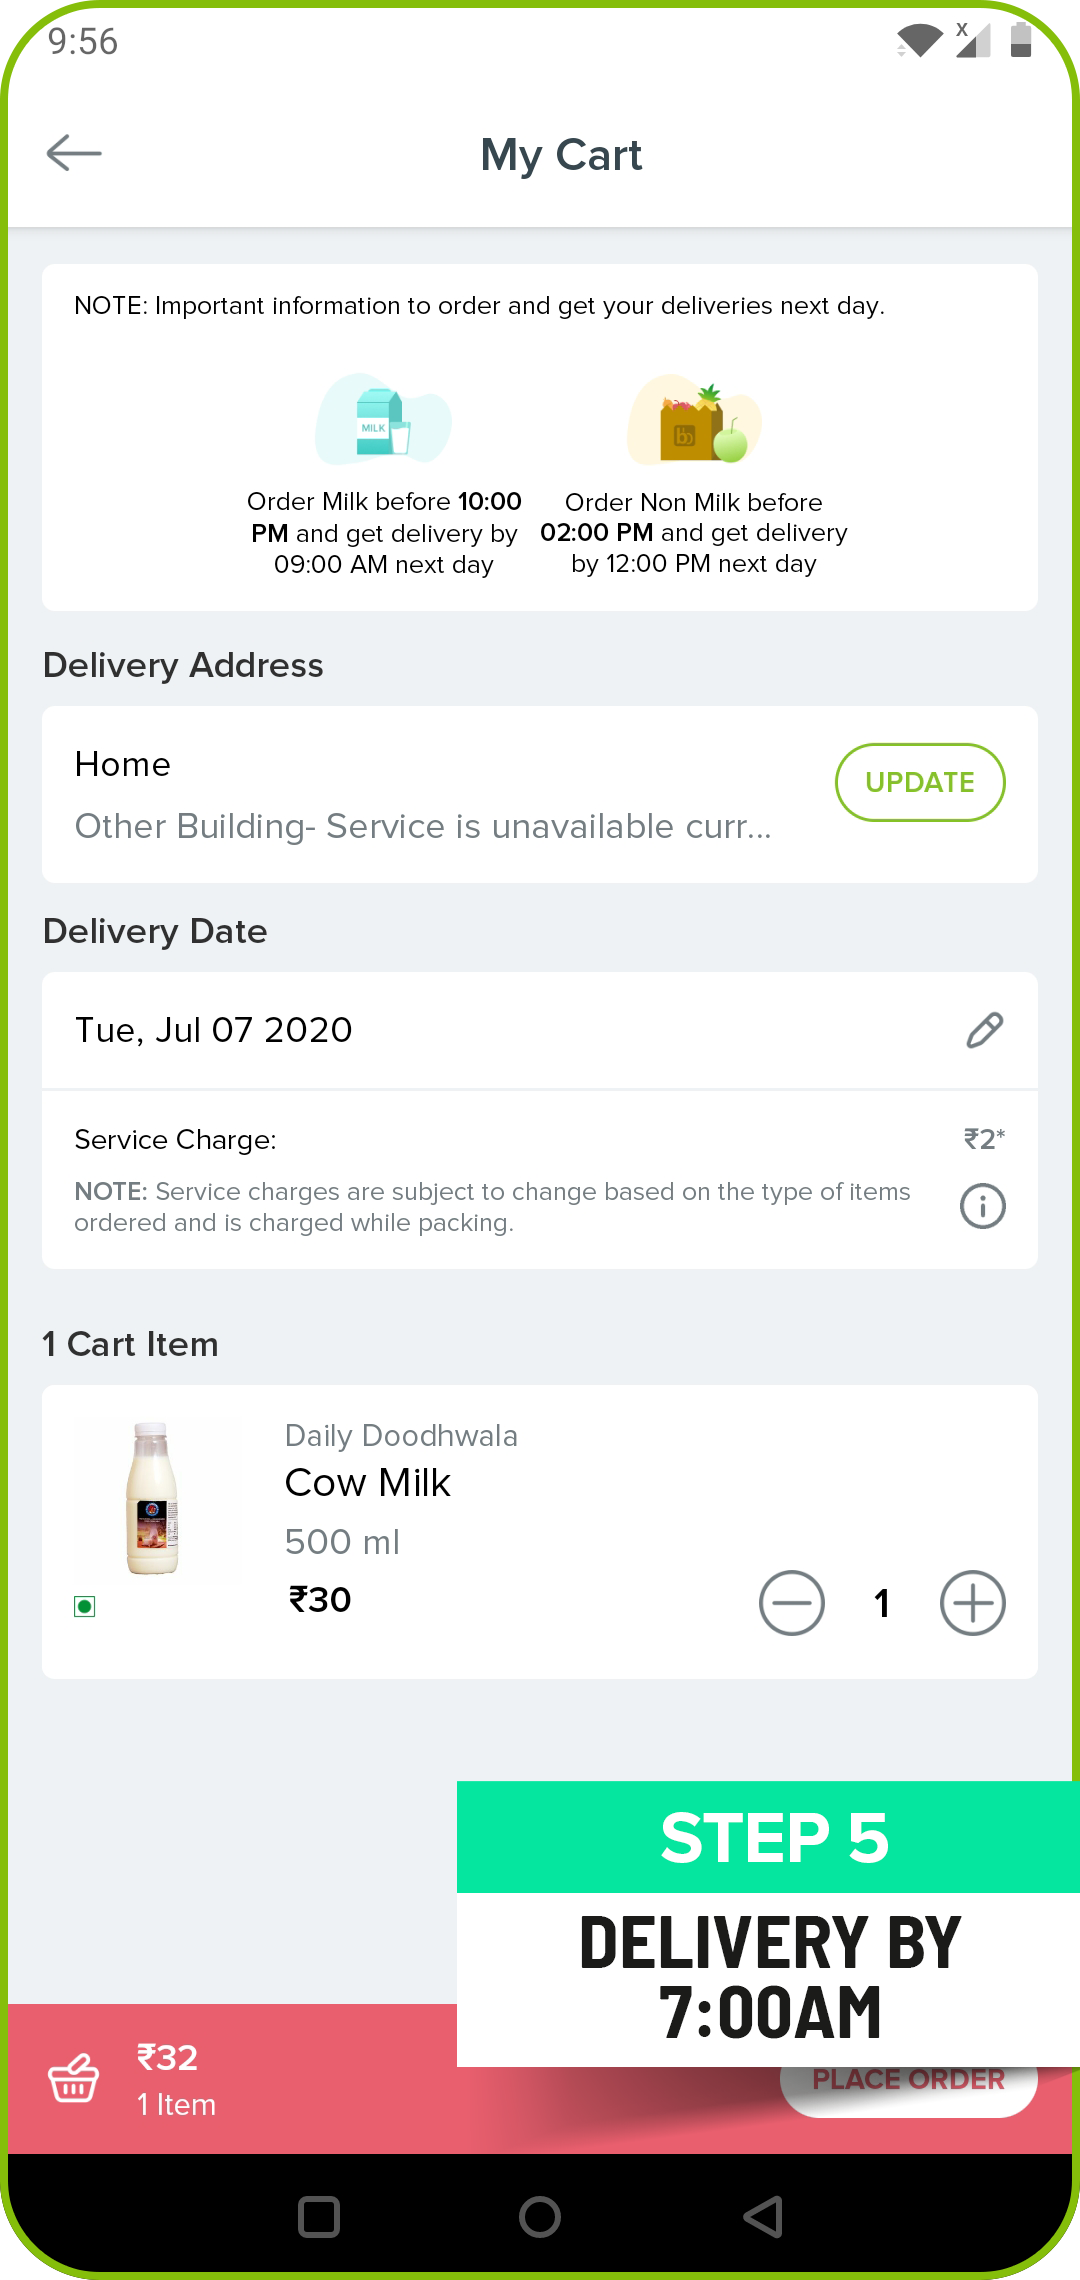 9:56
X
My Cart
NOTE: Important information to order and get your deliveries next day.
MILK
bb
Order Milk before 10:00
PM and get delivery by
09:00 AM next day
Order Non Milk before
02:00 PM and get delivery
by 12:00 PM next day
Delivery Address
Home
UPDATE
Other Building- Service is unavailable curr...
Delivery Date
Tue, Jul 07 2020
Service Charge:
₹2*
NOTE: Service charges are subject to change based on the type of items
ordered and is charged while packing.
1 Cart Item
Daily Doodhwala
Cow Milk
500 ml
₹30
1
STEP 5
DELIVERY BY
7:00AM
₹32
1 Item
PLACE ORDER